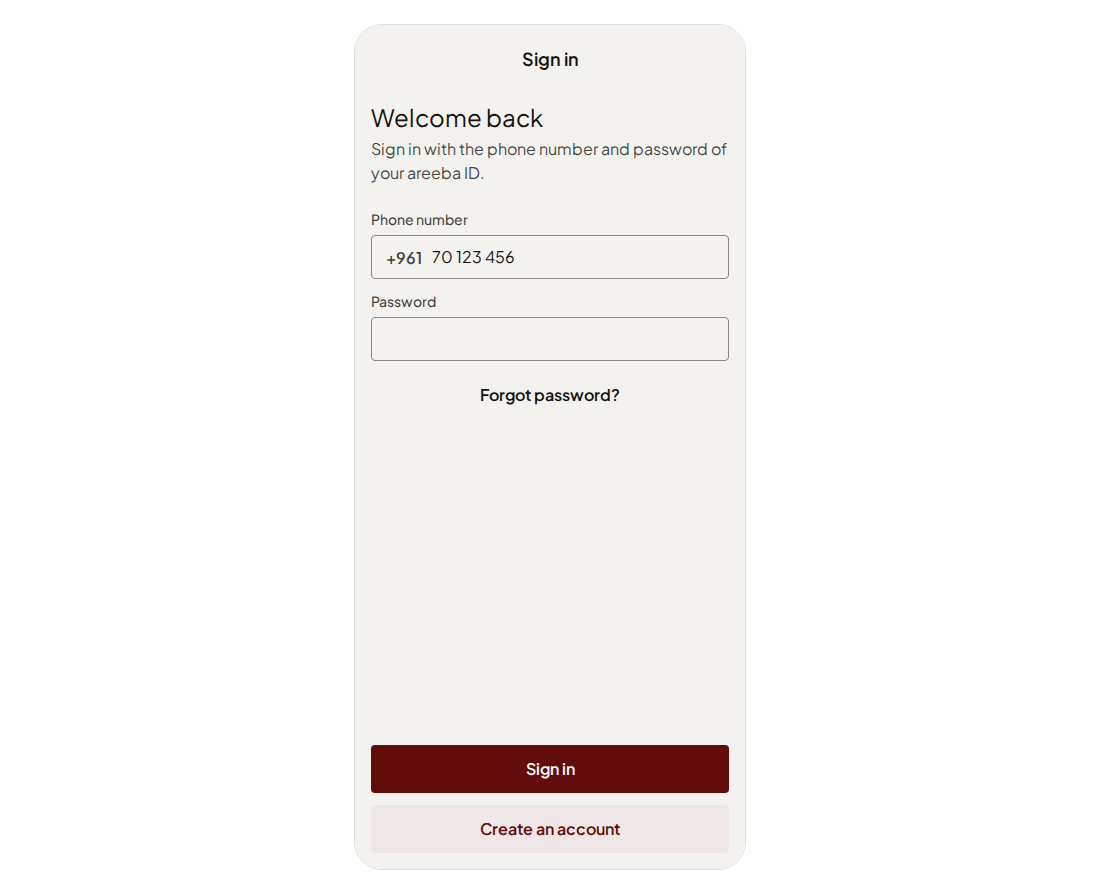 Sign in
Welcome back
Sign in with the phone number and password of
your areeba ID.
Phone number
+961 70 123 456
Password
Forgot password?
Sign in
Create an account